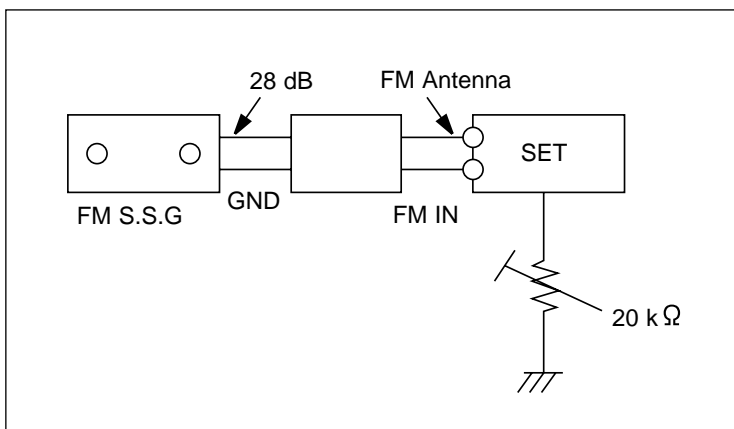 28 dB
FM Antenna
SET
FM S.S.G
GND
FM IN
20 kΩ